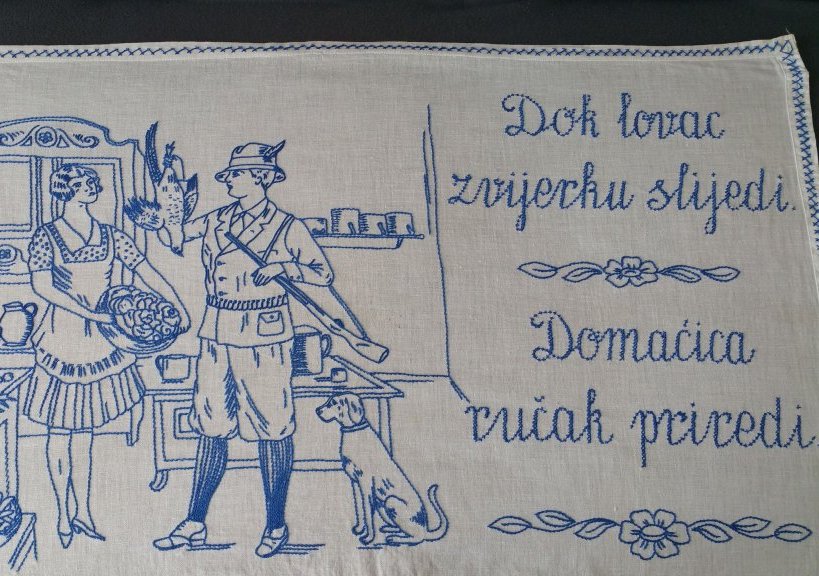 Dok lovac
zvijerku slijedi.
Domaćica
ručak priredi